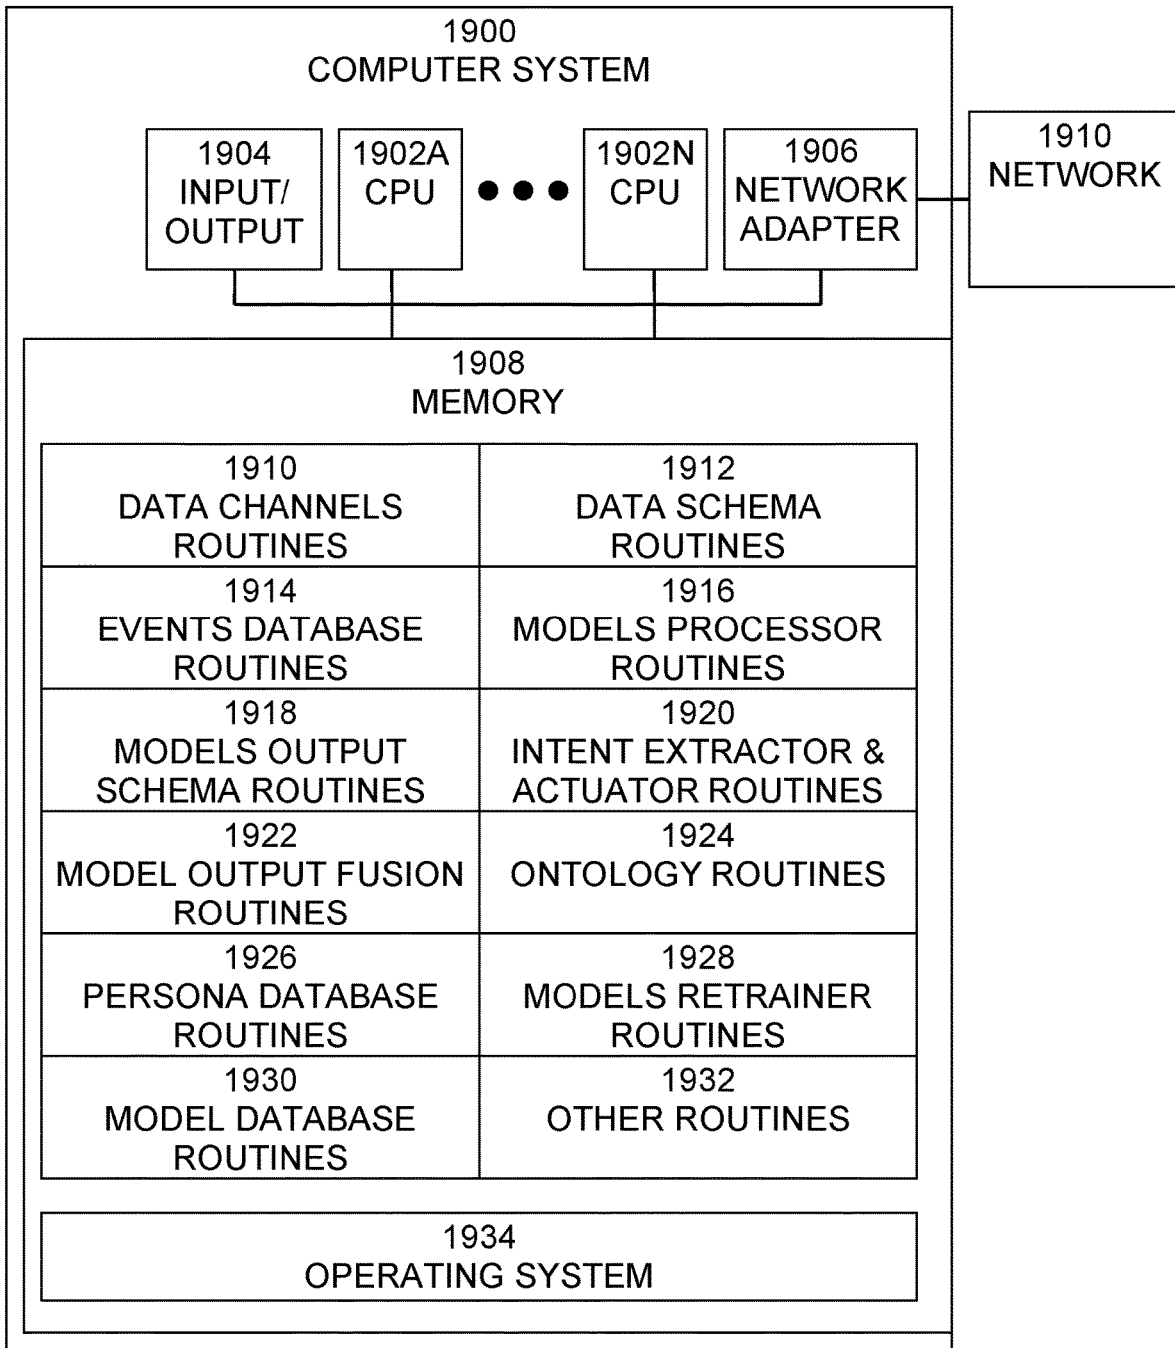 1900
COMPUTER SYSTEM
1904
INPUT/
OUTPUT
1902A
CPU
1902N
CPU
1906
NETWORK
ADAPTER
1910
NETWORK
1908
MEMORY
1910
DATA CHANNELS
ROUTINES
1912
DATA SCHEMA
ROUTINES
1914
EVENTS DATABASE
ROUTINES
1916
MODELS PROCESSOR
ROUTINES
1918
MODELS OUTPUT
SCHEMA ROUTINES
1920
INTENT EXTRACTOR &
ACTUATOR ROUTINES
1922
MODEL OUTPUT FUSION
ROUTINES
1924
ONTOLOGY ROUTINES
1926
PERSONA DATABASE
ROUTINES
1928
MODELS RETRAINER
ROUTINES
1930
MODEL DATABASE
ROUTINES
1932
OTHER ROUTINES
1934
OPERATING SYSTEM